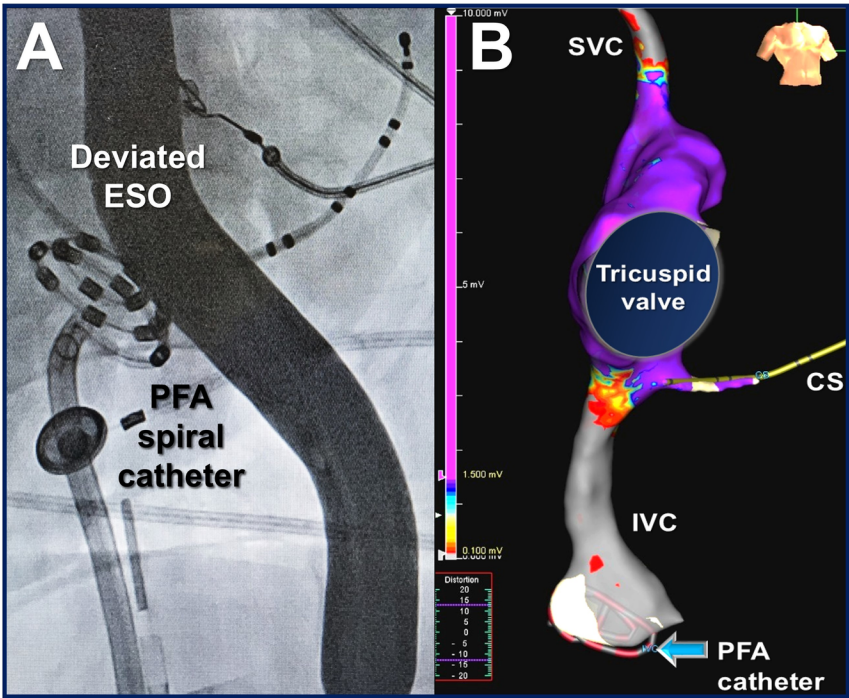 A
Deviated
ESO
PFA
spiral
catheter
B
10.000 mV
SVC
5 mV
Tricuspid
valve
CS
1.500 mV
IVC
0.100 mV
Distortion
20
15
10
5
0
- 5
- 10
- 15
- 20
PFA
catheter